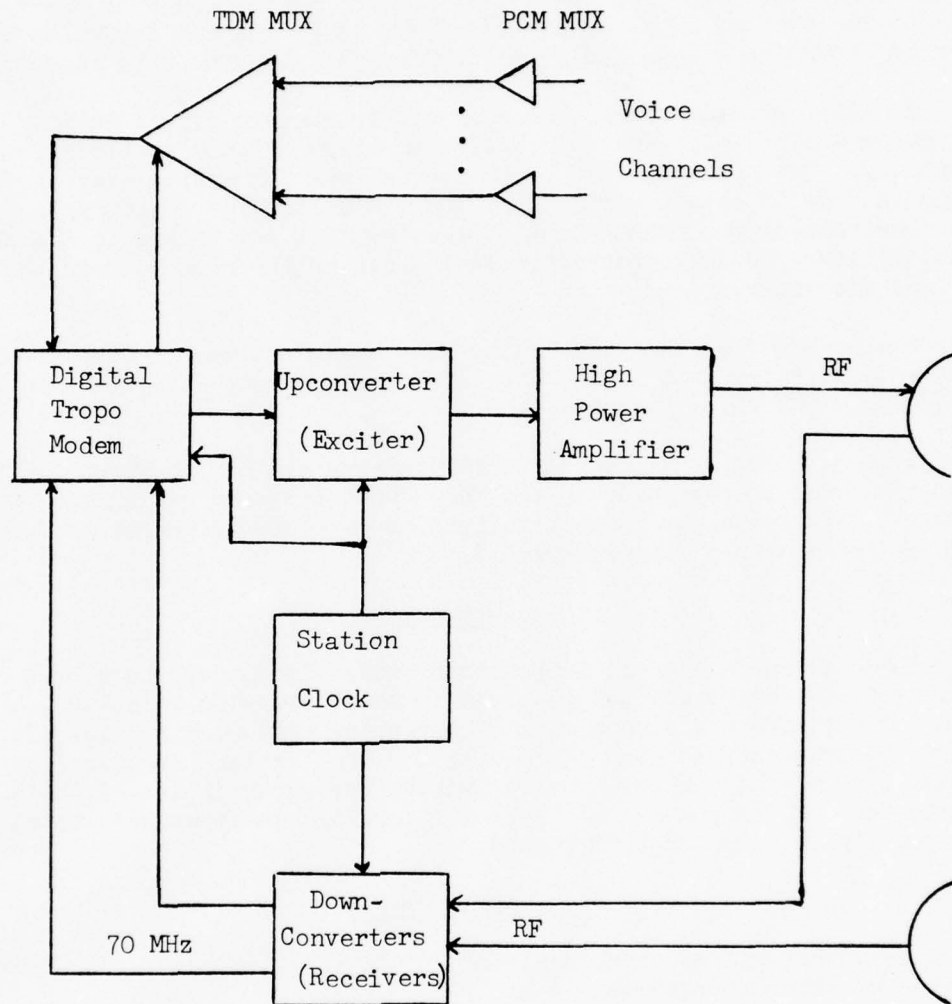 TDM MUX
PCM MUX
Voice
Channels
Digital
Tropo
Modem
Upconverter
(Exciter)
High
Power
Amplifier
RF
Station
Clock
Down-
Converters
(Receivers)
70 MHz
RF